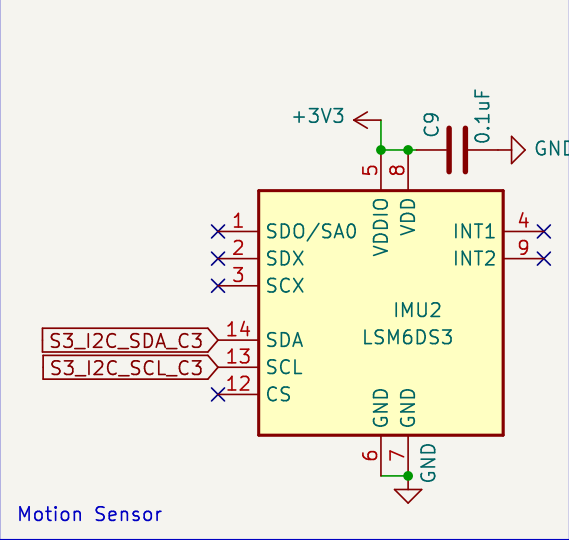 +3V3
C9
0.1uF
GND
5
8
1
SDO/SA0
VDDIO
VDD
INT1
4
2
SDX
INT2
9
3
SCX
IMU2
LSM6DS3
S3_I2C_SDA_C3
14
SDA
S3_I2C_SCL_C3
13
SCL
12
CS
GND
GND
6
7
GND
Motion Sensor